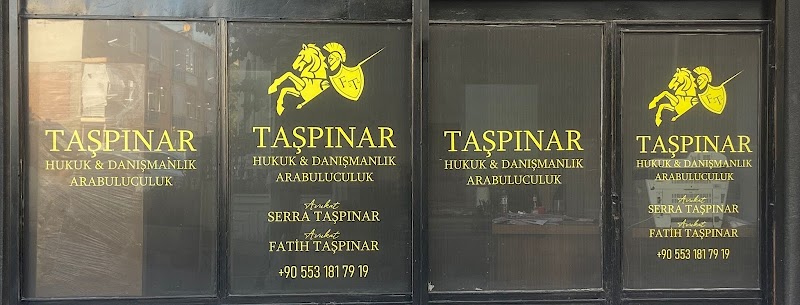 TAŞPINAR
HUKUK & DANIŞMANLIK
ARABULUCULUK
FT
TAŞPINAR
HUKUK & DANIŞMANLIK
ARABULUCULUK
Avukat
SERRA TAŞPINAR
Avukat
FATİH TAŞPINAR
+90 553 181 79 19
TAŞPINAR
HUKUK & DANIŞMANLIK
ARABULUCULUK
FT
TAŞPINAR
HUKUK & DANIŞMANLIK
ARABULUCULUK
Avukat
SERRA TAŞPINAR
Avukat
FATİH TAŞPINAR
+90 553 181 79 19